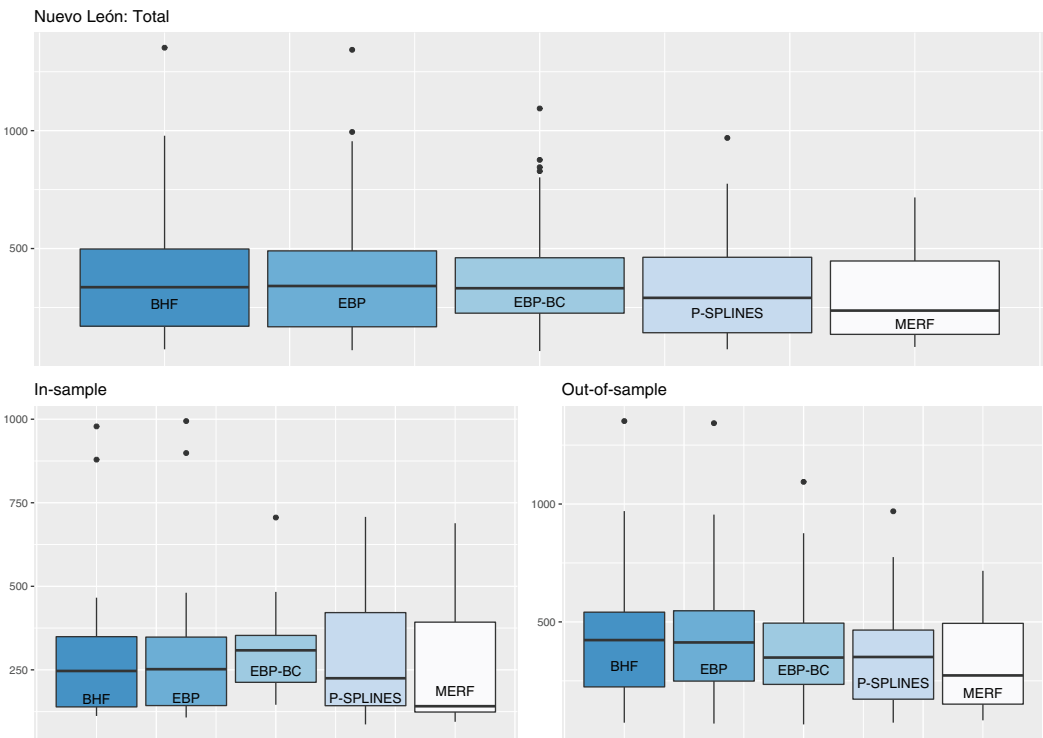 Nuevo León: Total
1000
500
BHF
EBP
EBP-BC
P-SPLINES
MERF
In-sample
1000
750
500
250
BHF
EBP
EBP-BC
P-SPLINES
MERF
Out-of-sample
1000
500
BHF
EBP
EBP-BC
P-SPLINES
MERF